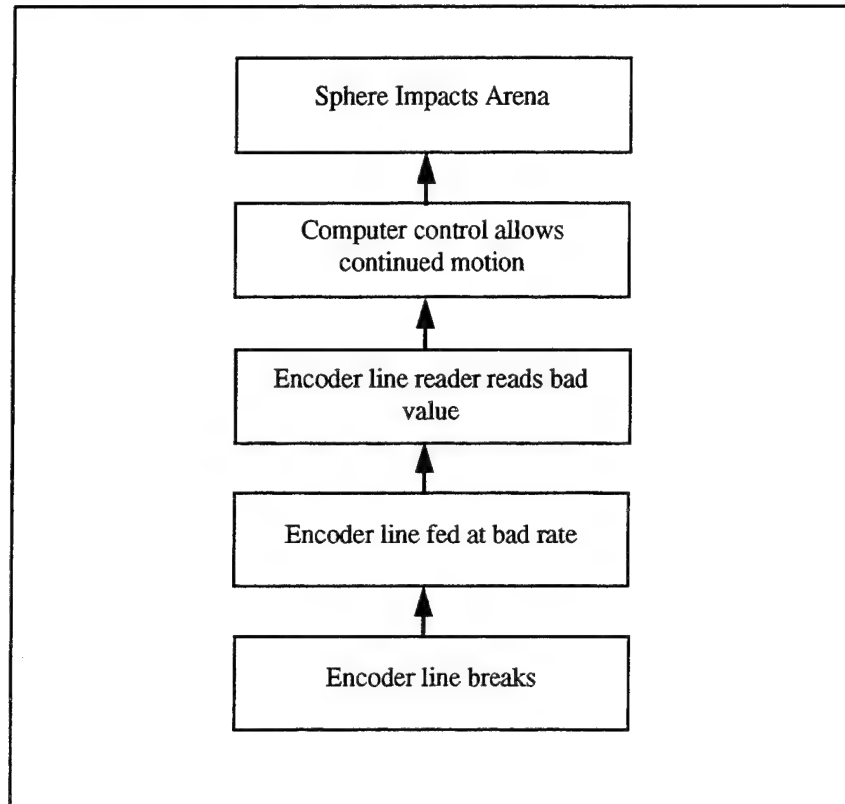 Sphere Impacts Arena
Computer control allows
continued motion
Encoder line reader reads bad
value
Encoder line fed at bad rate
Encoder line breaks